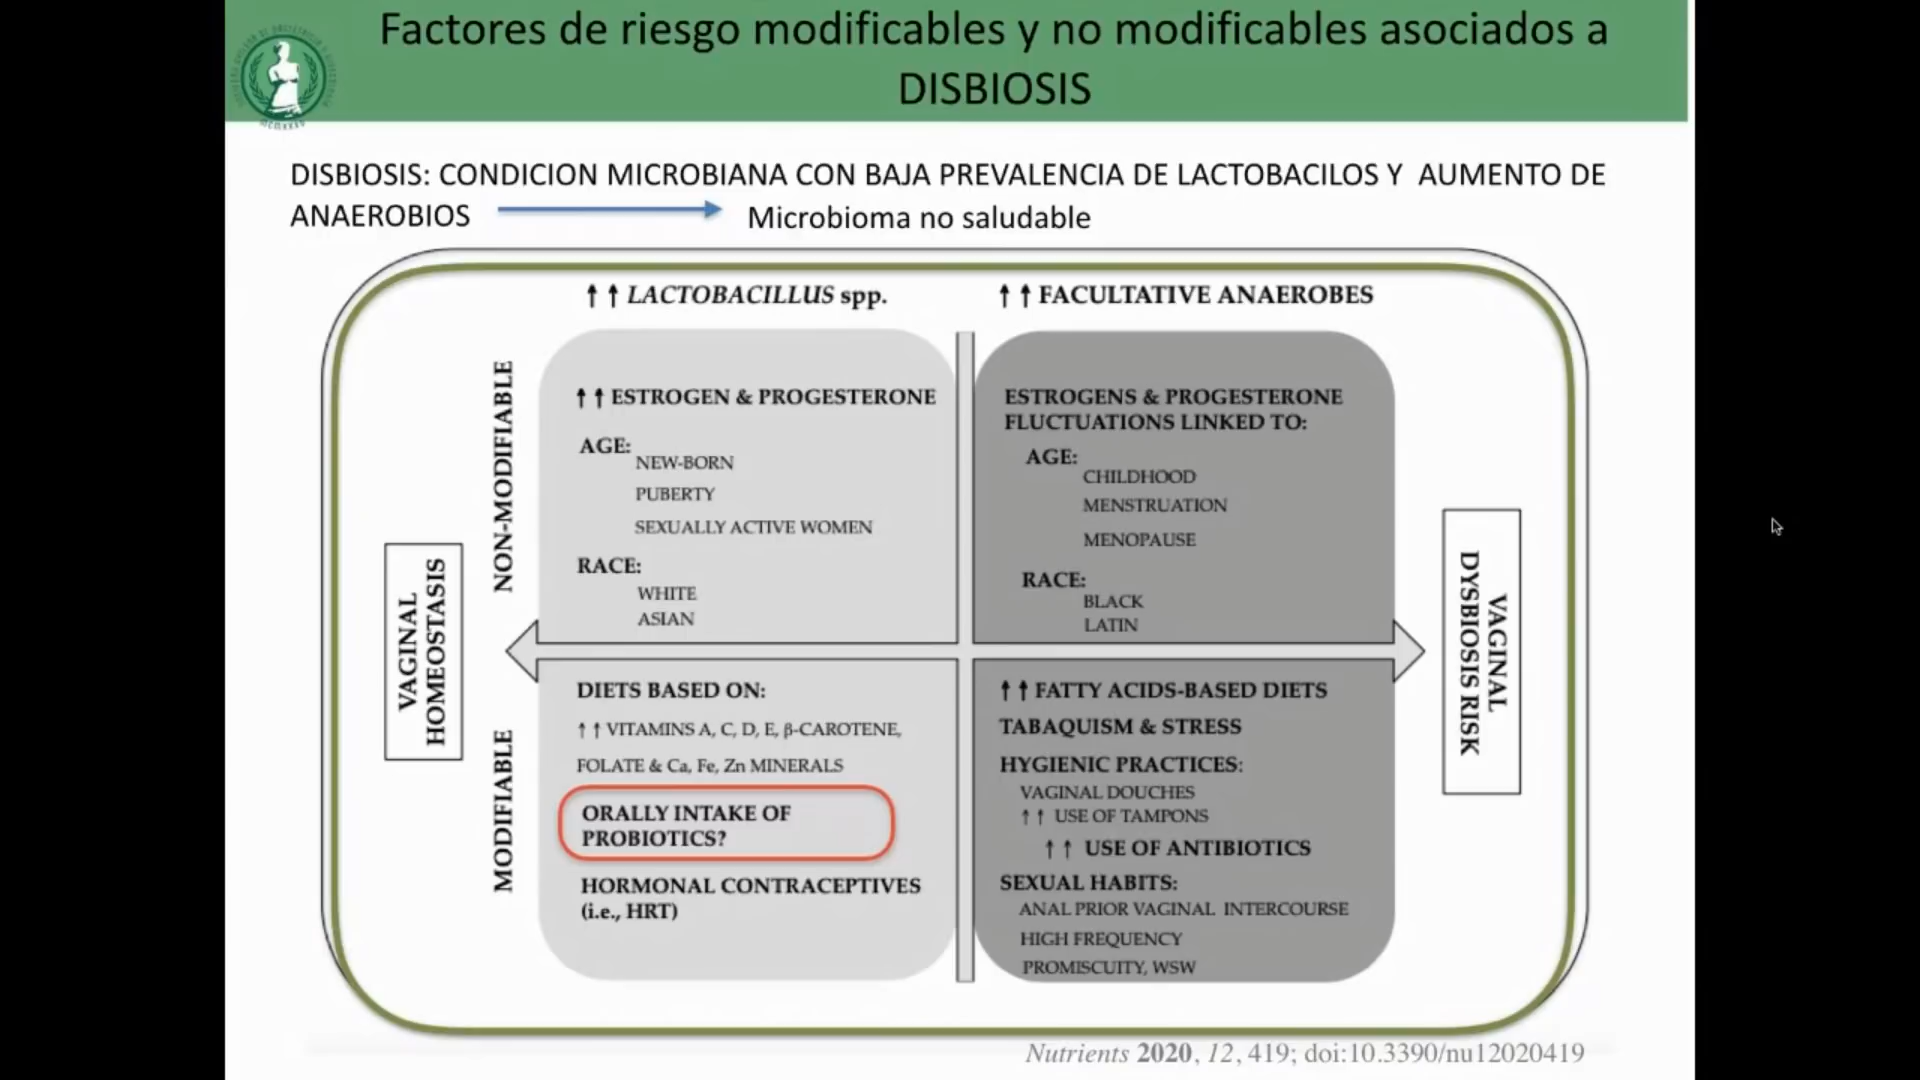 Factores de riesgo modificables y no modificables asociados a
DISBIOSIS
MCMXXXV
DISBIOSIS: CONDICION MICROBIANA CON BAJA PREVALENCIA DE LACTOBACILOS Y AUMENTO DE
ANAEROBIOS
Microbioma no saludable
↑↑ LACTOBACILLUS spp.
↑↑ FACULTATIVE ANAEROBES
VAGINAL
HOMEOSTASIS
NON-MODIFIABLE
↑↑ ESTROGEN & PROGESTERONE
AGE:
NEW-BORN
PUBERTY
SEXUALLY ACTIVE WOMEN
RACE:
WHITE
ASIAN
ESTROGENS & PROGESTERONE
FLUCTUATIONS LINKED TO:
AGE:
CHILDHOOD
MENSTRUATION
MENOPAUSE
RACE:
BLACK
LATIN
MODIFIABLE
DIETS BASED ON:
↑↑ VITAMINS A, C, D, E, β-CAROTENE,
FOLATE & Ca, Fe, Zn MINERALS
ORALLY INTAKE OF
PROBIOTICS?
HORMONAL CONTRACEPTIVES
(i.e., HRT)
↑↑ FATTY ACIDS-BASED DIETS
TABAQUISM & STRESS
HYGIENIC PRACTICES:
VAGINAL DOUCHES
↑↑ USE OF TAMPONS
↑↑ USE OF ANTIBIOTICS
SEXUAL HABITS:
ANAL PRIOR VAGINAL INTERCOURSE
HIGH FREQUENCY
PROMISCUITY, WSW
VAGINAL
DYSBIOSIS RISK
Nutrients 2020, 12, 419; doi:10.3390/nu12020419